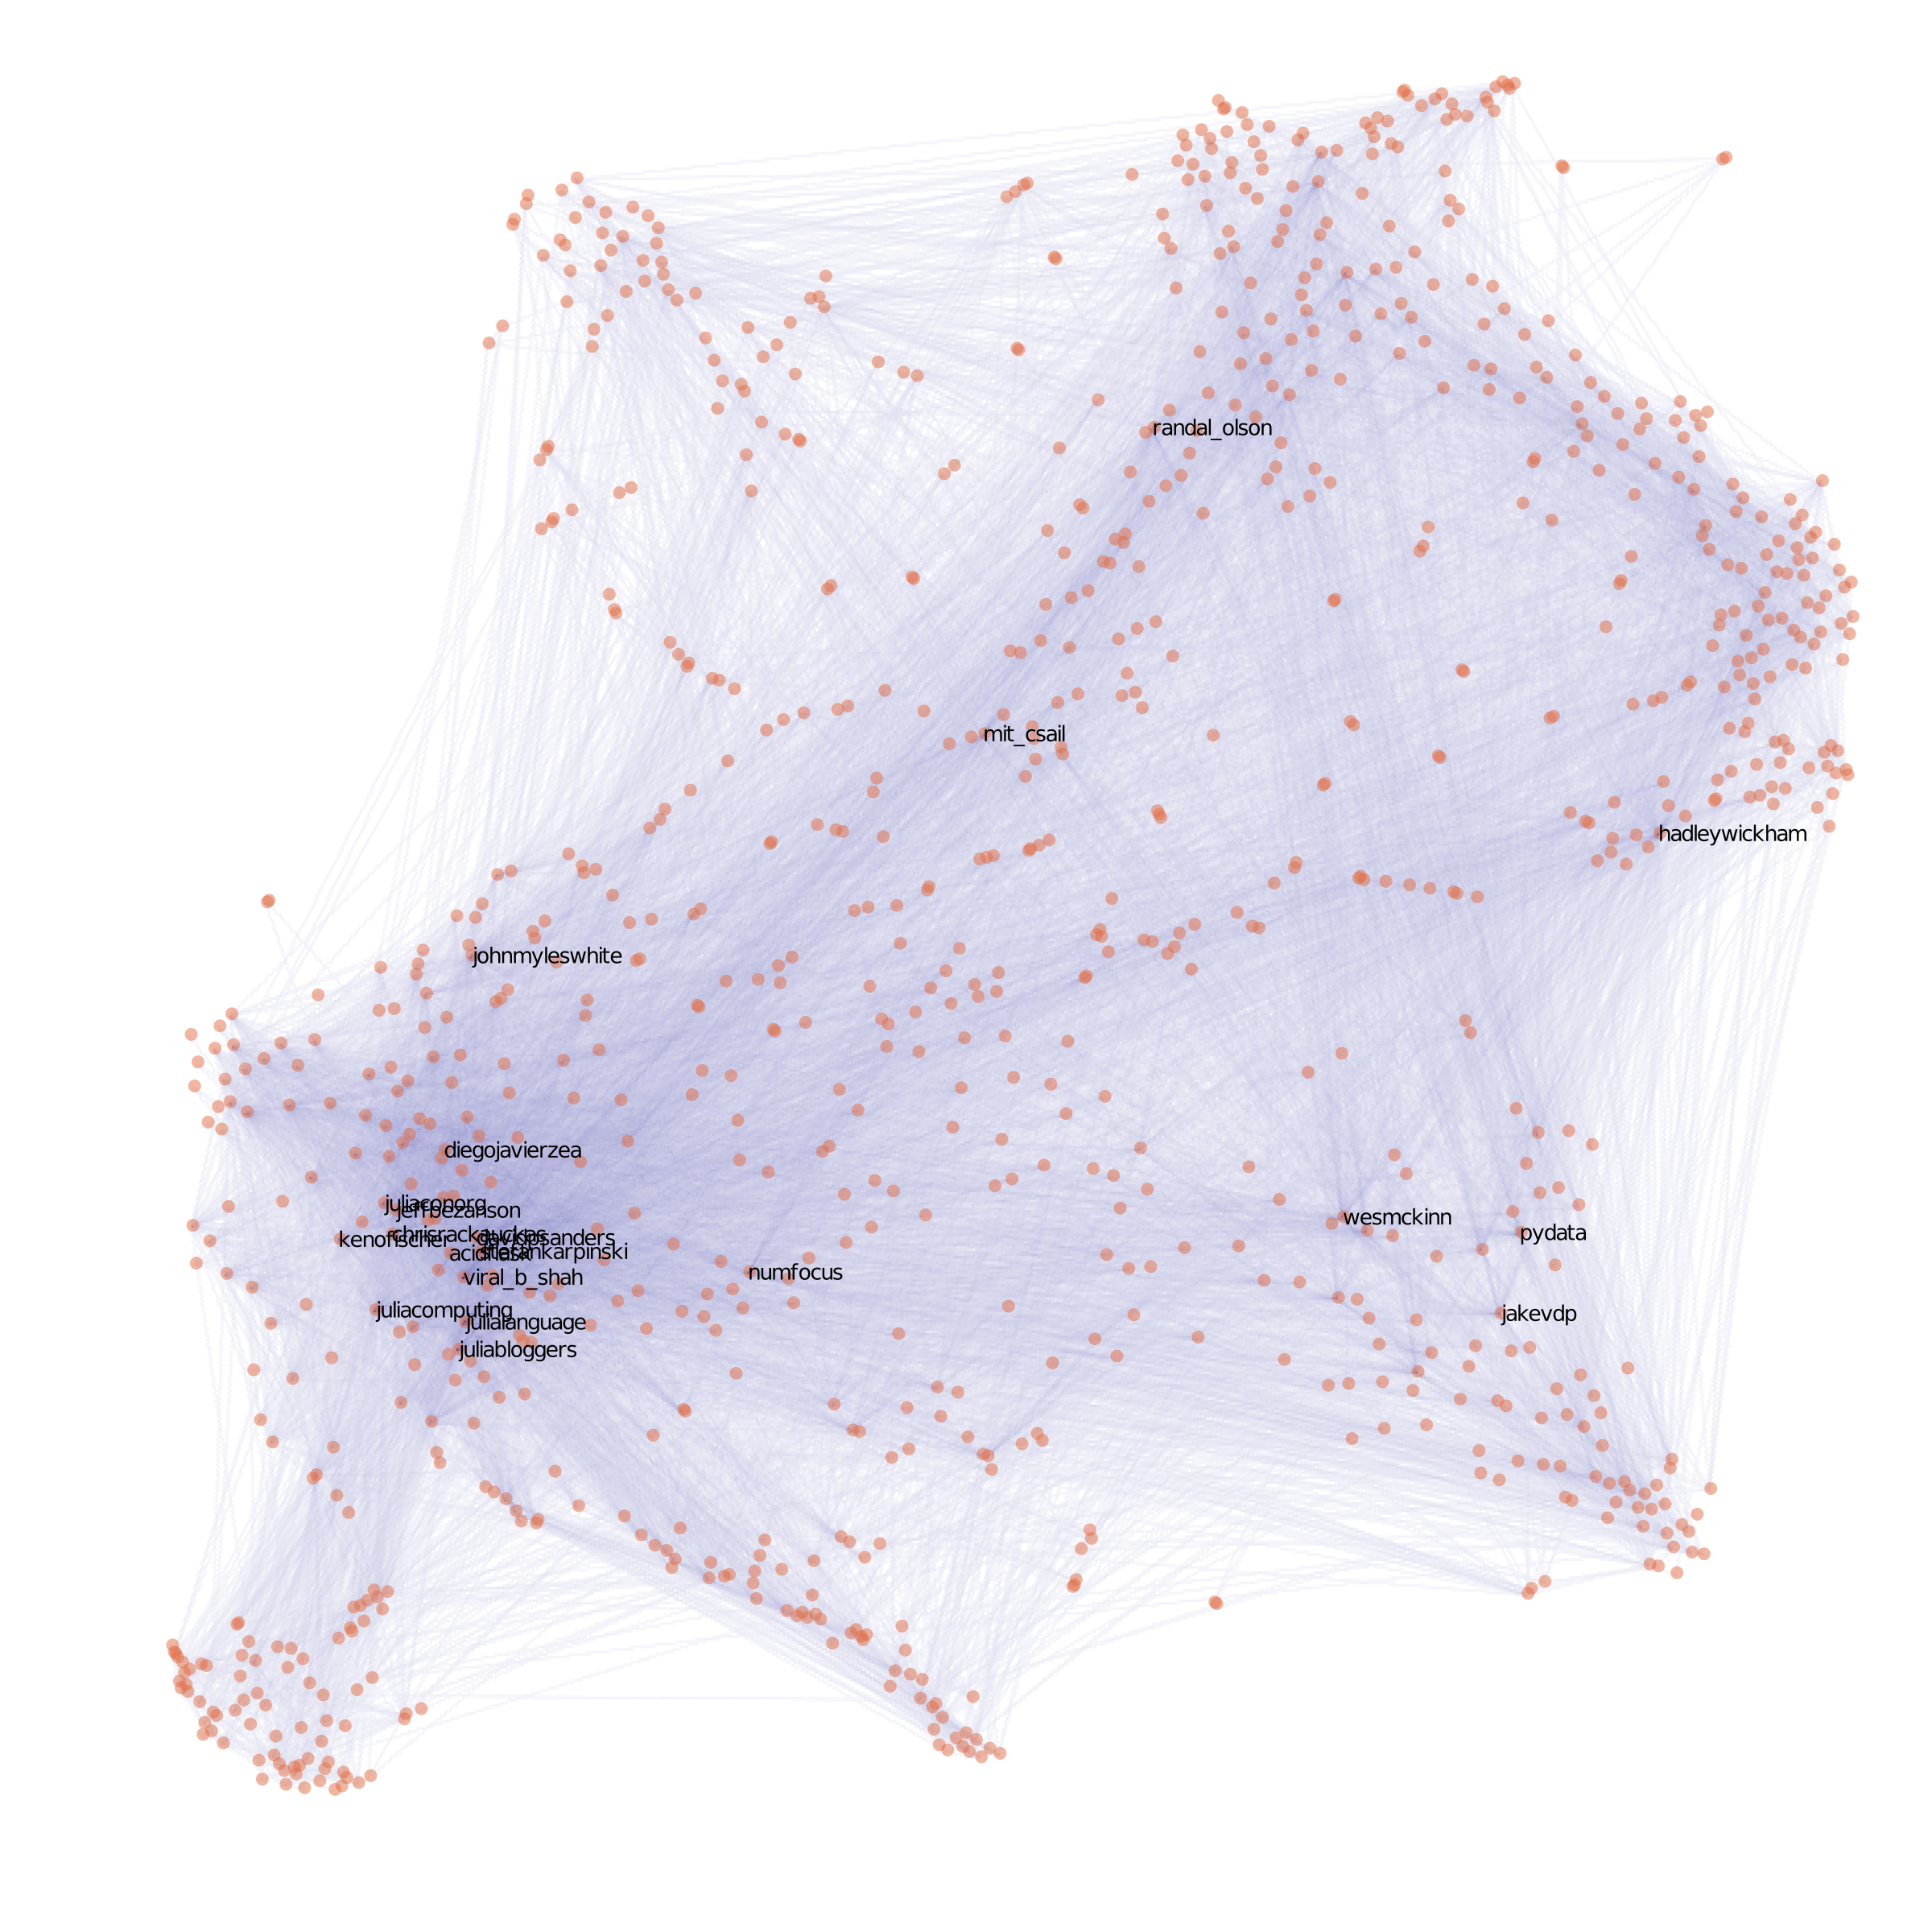 randal_olson
mit_csail
hadleywickham
johnmyleswhite
diegojavierzea
juliaconorg
jeffbezanson
wesmckinn
pydata
chrisrackauckas
davidpsanders
kenofischer
stefankarpinski
viral_b_shah
numfocus
juliacomputing
jakevdp
julialanguage
juliabloggers